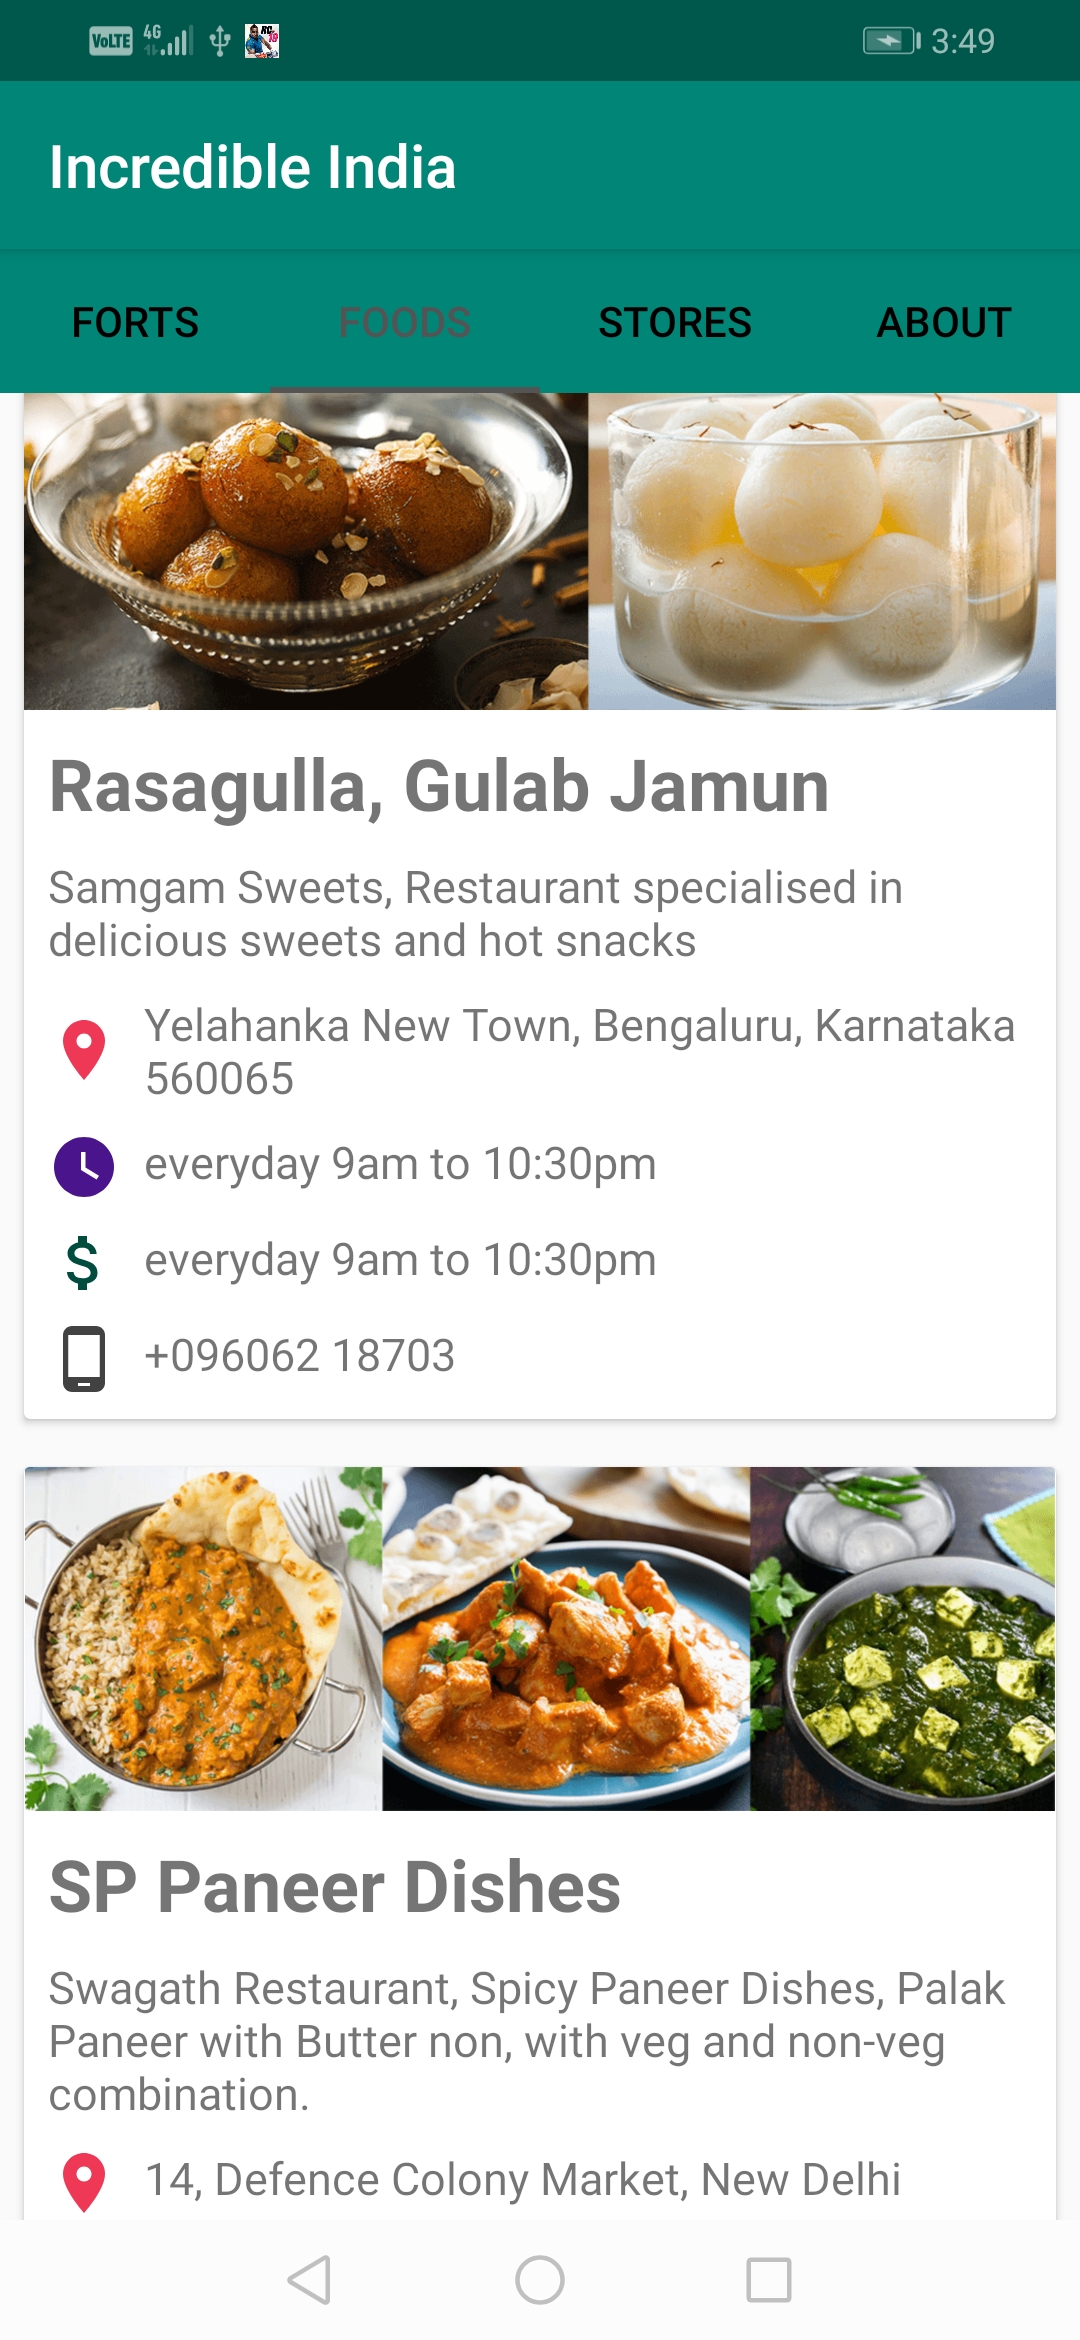 VoLTE 4G 3:49
Incredible India
FORTS FOODS STORES ABOUT
Rasagulla, Gulab Jamun
Samgam Sweets, Restaurant specialised in
delicious sweets and hot snacks
Yelahanka New Town, Bengaluru, Karnataka
560065
everyday 9am to 10:30pm
$ everyday 9am to 10:30pm
+096062 18703
SP Paneer Dishes
Swagath Restaurant, Spicy Paneer Dishes, Palak
Paneer with Butter non, with veg and non-veg
combination.
14, Defence Colony Market, New Delhi